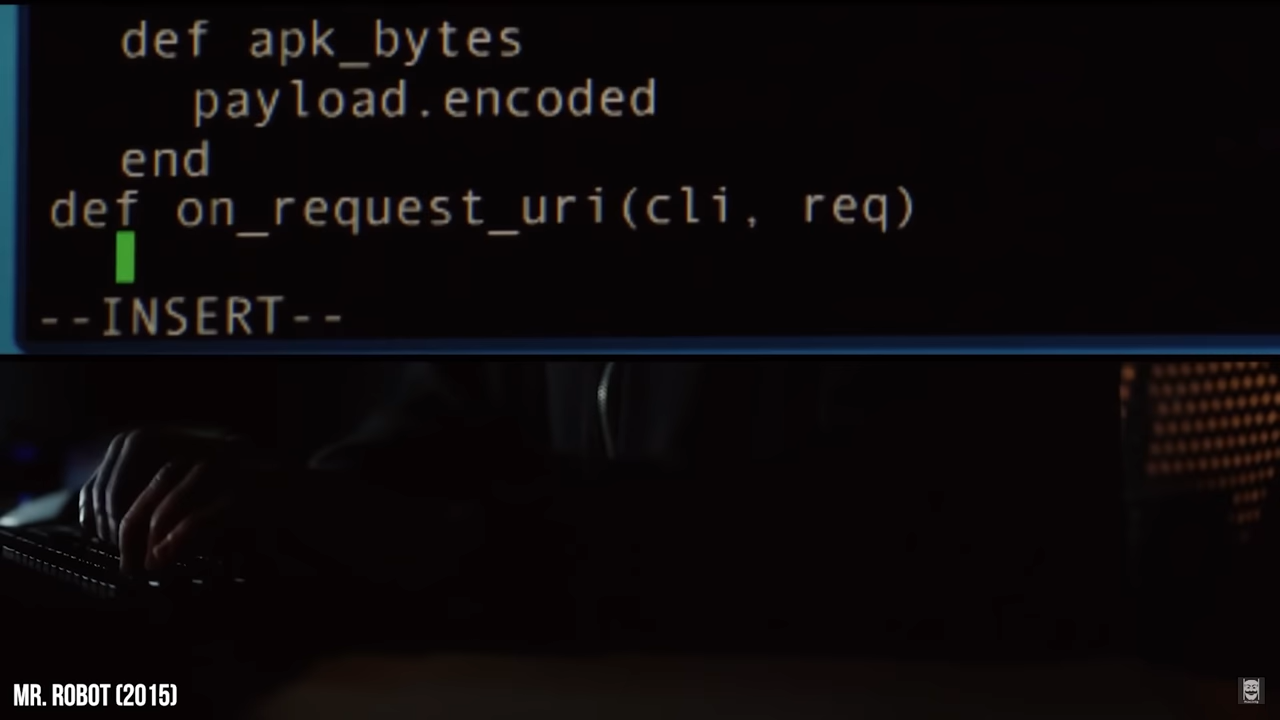 def apk_bytes
payload.encoded
end
def on_request_uri(cli, req)
--INSERT--
MR. ROBOT (2015)